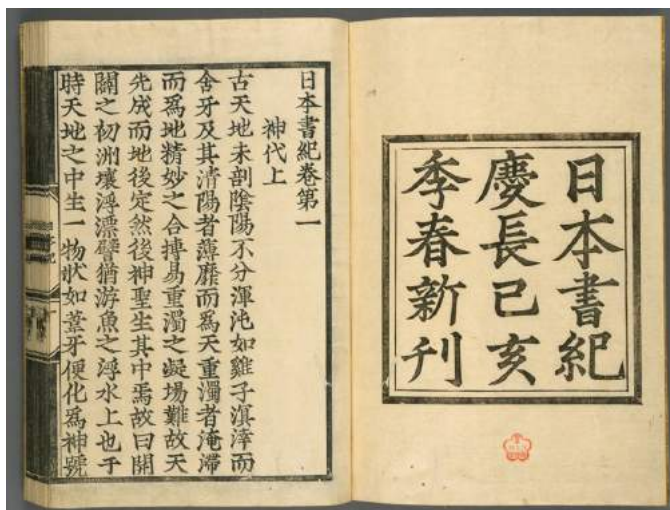 日本書紀
慶長己亥
季春新刊
日本書紀卷第一
神代上
古天地未剖陰陽不分渾沌如雞子溟涬而
含牙及其清陽者薄靡而爲天重濁者淹滯
而爲地精妙之合搏易重濁之凝場難故天
先成而地後定然後神聖生其中焉故曰開
闢之初洲壤浮漂譬猶游魚之浮水上也于
時天地之中生一物狀如葦牙便化爲神號